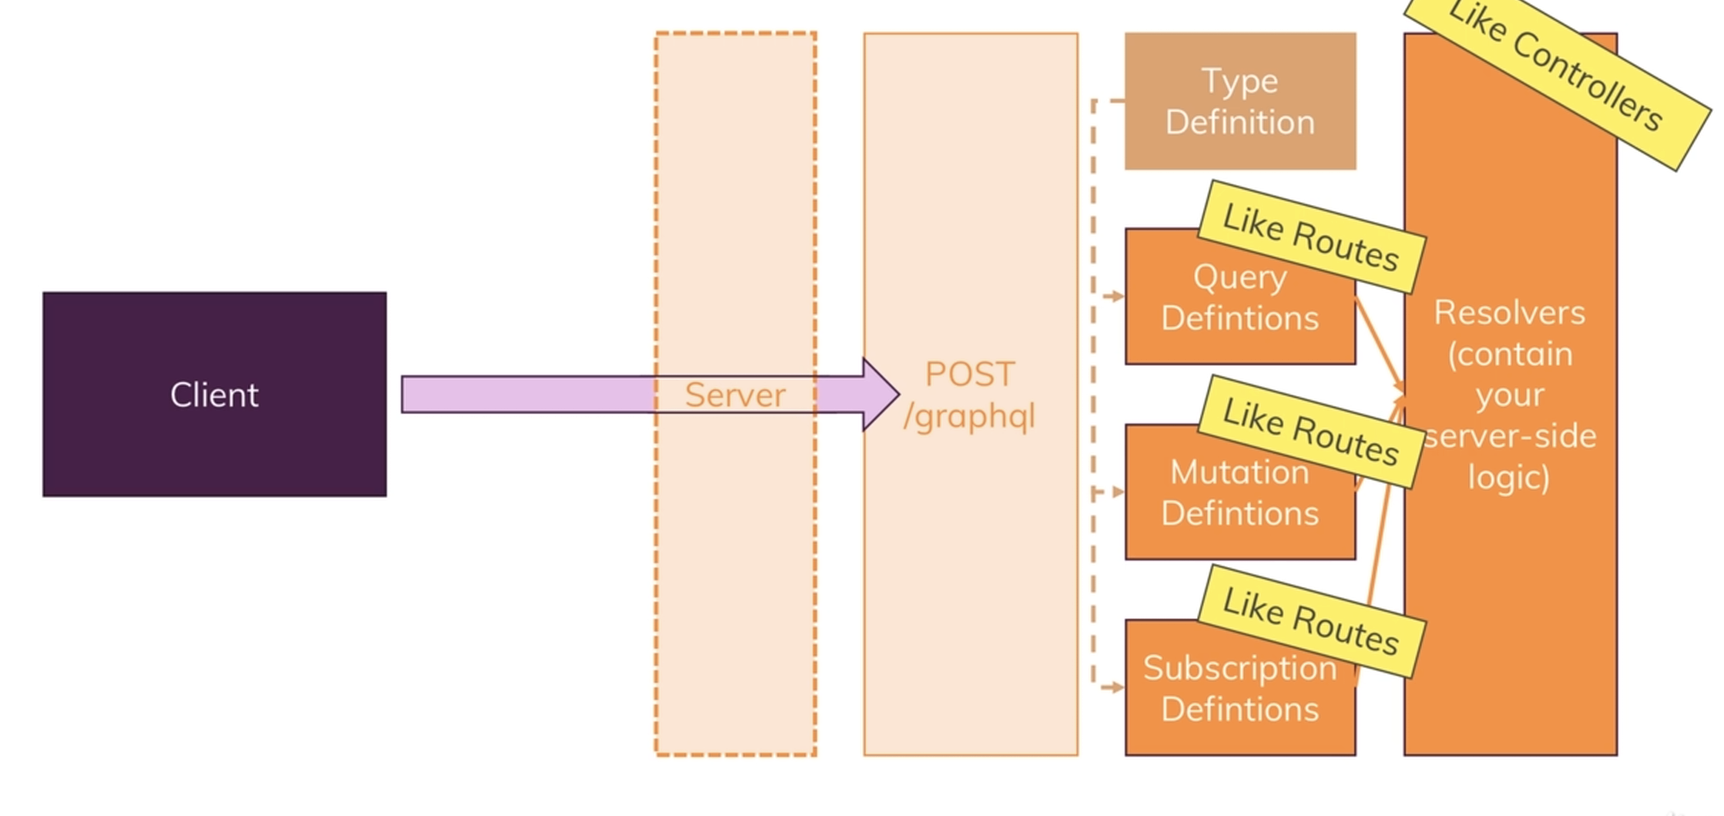 Client
Server
POST
/graphql
Type
Definition
Like Routes
Query
Defintions
Like Routes
Mutation
Defintions
Like Routes
Subscription
Defintions
Like Controllers
Resolvers
(contain
your
server-side
logic)